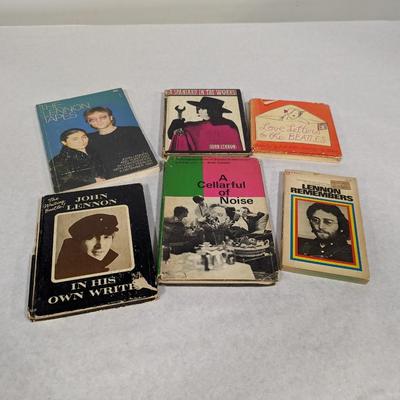 THE
LENNON
TAPES
A SPANIARD IN THE WORKS
JOHN LENNON
Love Letters
to the BEATLES
The Writing Beatle!
JOHN
LENNON
IN HIS
OWN WRITE
A
Cellarful
of
Noise
LENNON
REMEMBERS